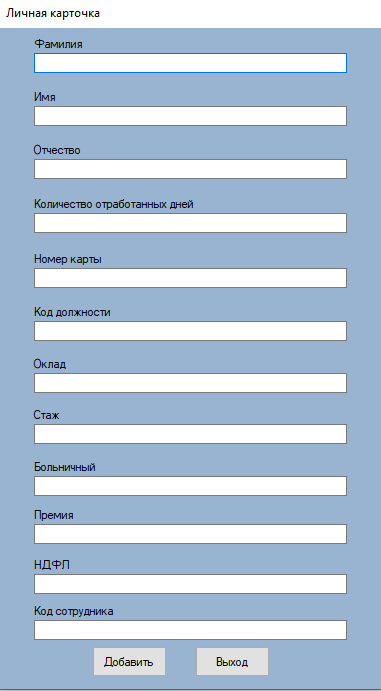 Личная карточка
Фамилия
Имя
Отчество
Количество отработанных дней
Номер карты
Код должности
Оклад
Стаж
Больничный
Премия
НДФЛ
Код сотрудника
Добавить Выход